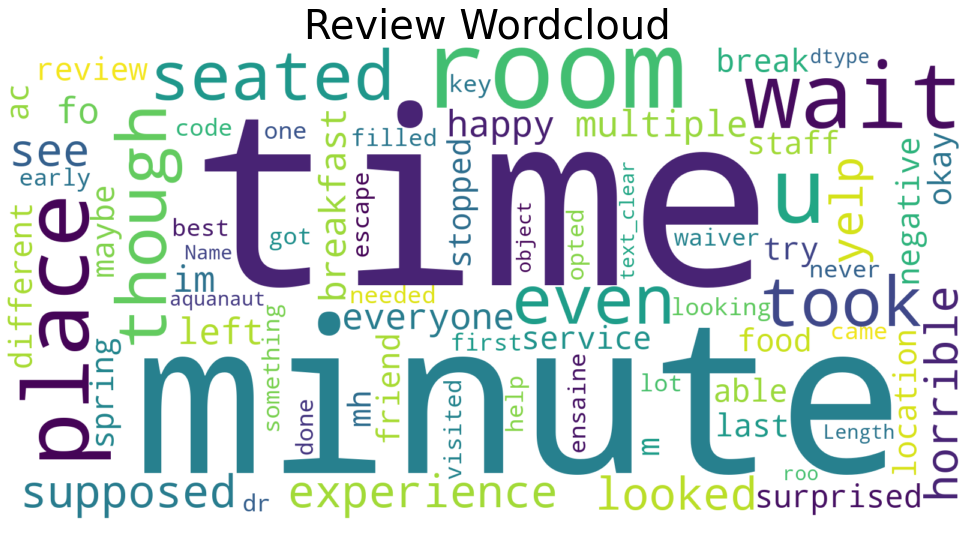 Review Wordcloud
review
seated
room
key
break
dtype
wait
ac
fo
though
code
one
filled
happy
multiple
staff
see
early
time
breakfast
escape
stopped
u
yelp
negative
okay
place
maybe
best
Name
got
object
opted
text_clear
waiver
try
never
different
im
aquanaut
needed
even
looking
took
left
something
everyone
first
service
food
came
spring
minute
friend
mh
done
visited
help
ensaine
lot
m
able
last
Length
location
horrible
supposed
dr
experience
looked
roo
surprised